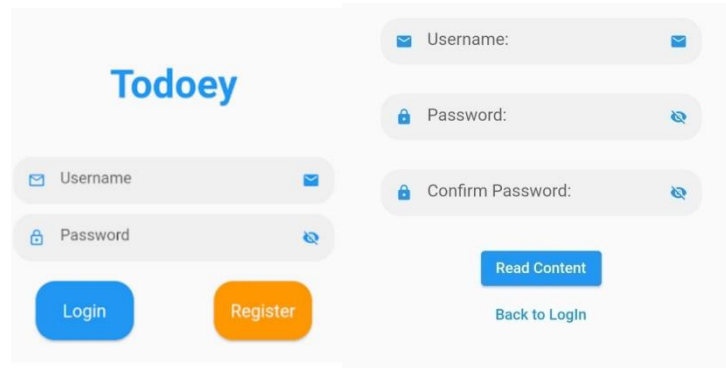 Todoey
Username
Password
Login
Register
Username:
Password:
Confirm Password:
Read Content
Back to LogIn